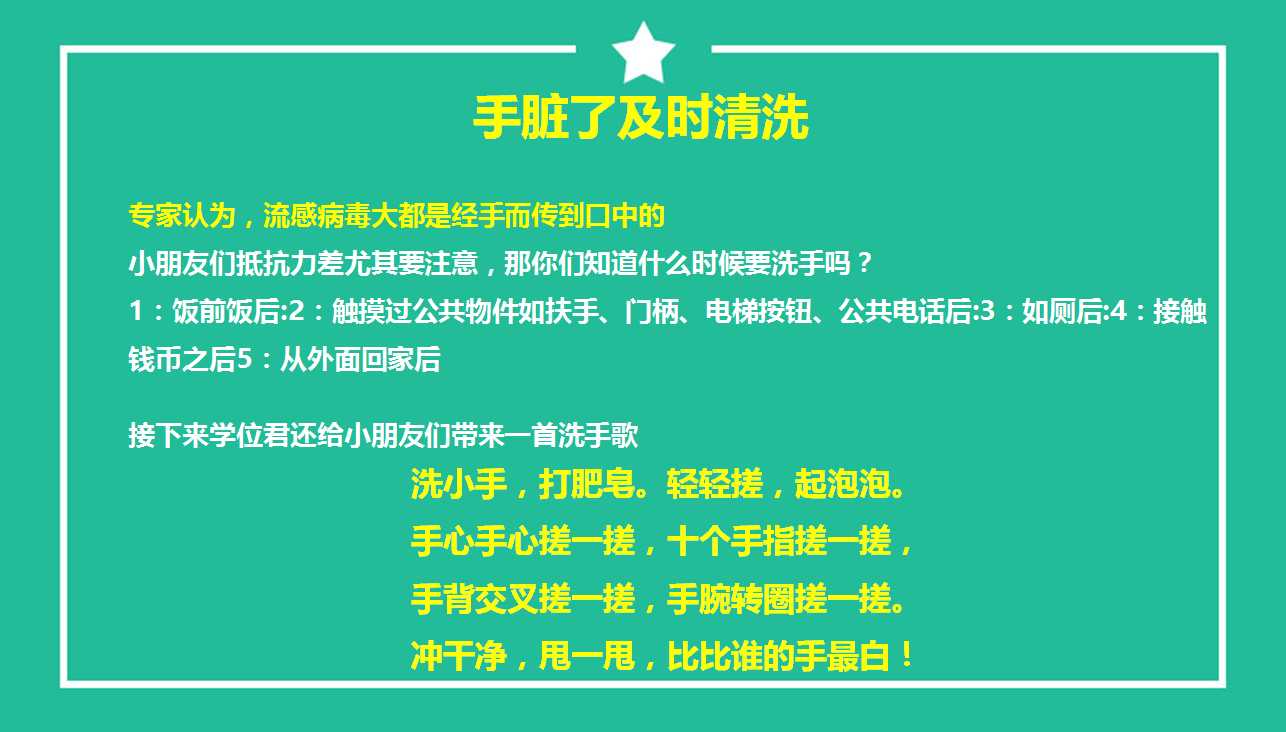 手脏了及时清洗
专家认为，流感病毒大都是经手而传到口中的
小朋友们抵抗力差尤其要注意，那你们知道什么时候要洗手吗？
1：饭前饭后:2：触摸过公共物件如扶手、门柄、电梯按钮、公共电话后:3：如厕后:4：接触
钱币之后5：从外面回家后
接下来学位君还给小朋友们带来一首洗手歌
洗小手，打肥皂。轻轻搓，起泡泡。
手心手心搓一搓，十个手指搓一搓，
手背交叉搓一搓，手腕转圈搓一搓。
冲干净，甩一甩，比比谁的手最白！